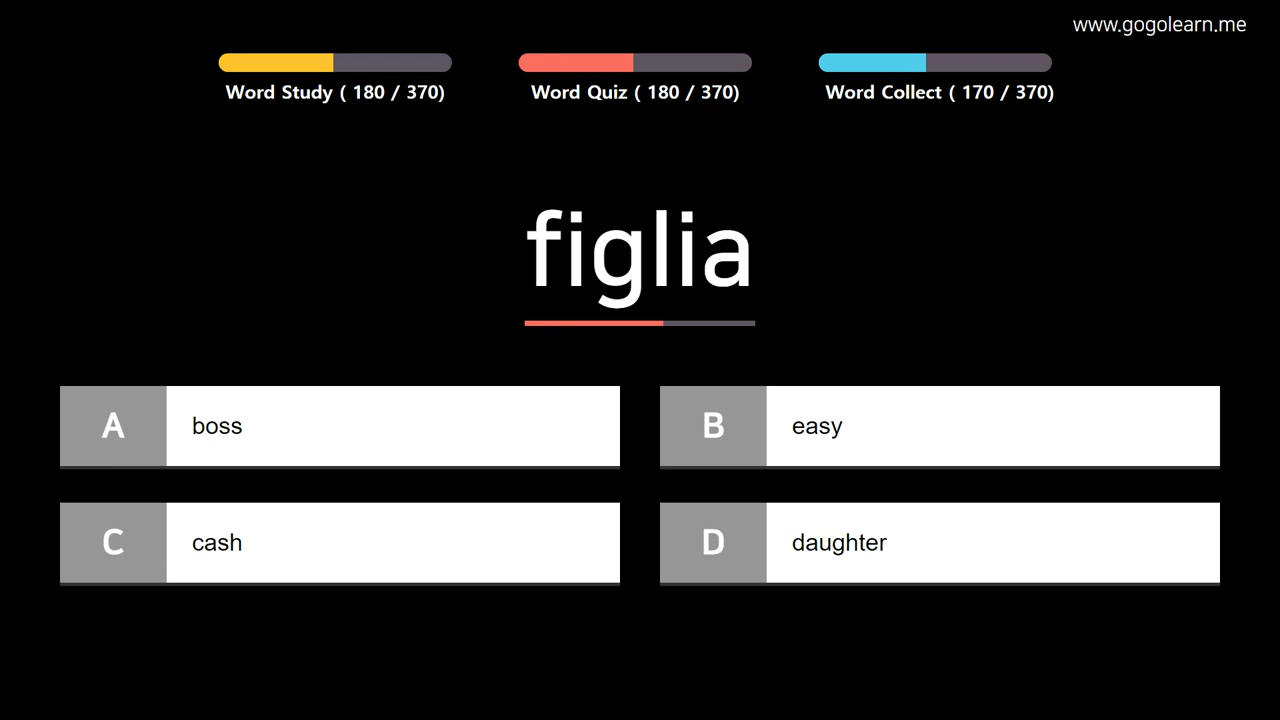 www.gogolearn.me
Word Study ( 180 / 370)
Word Quiz ( 180 / 370)
Word Collect ( 170 / 370)
figlia
A boss
B easy
C cash
D daughter